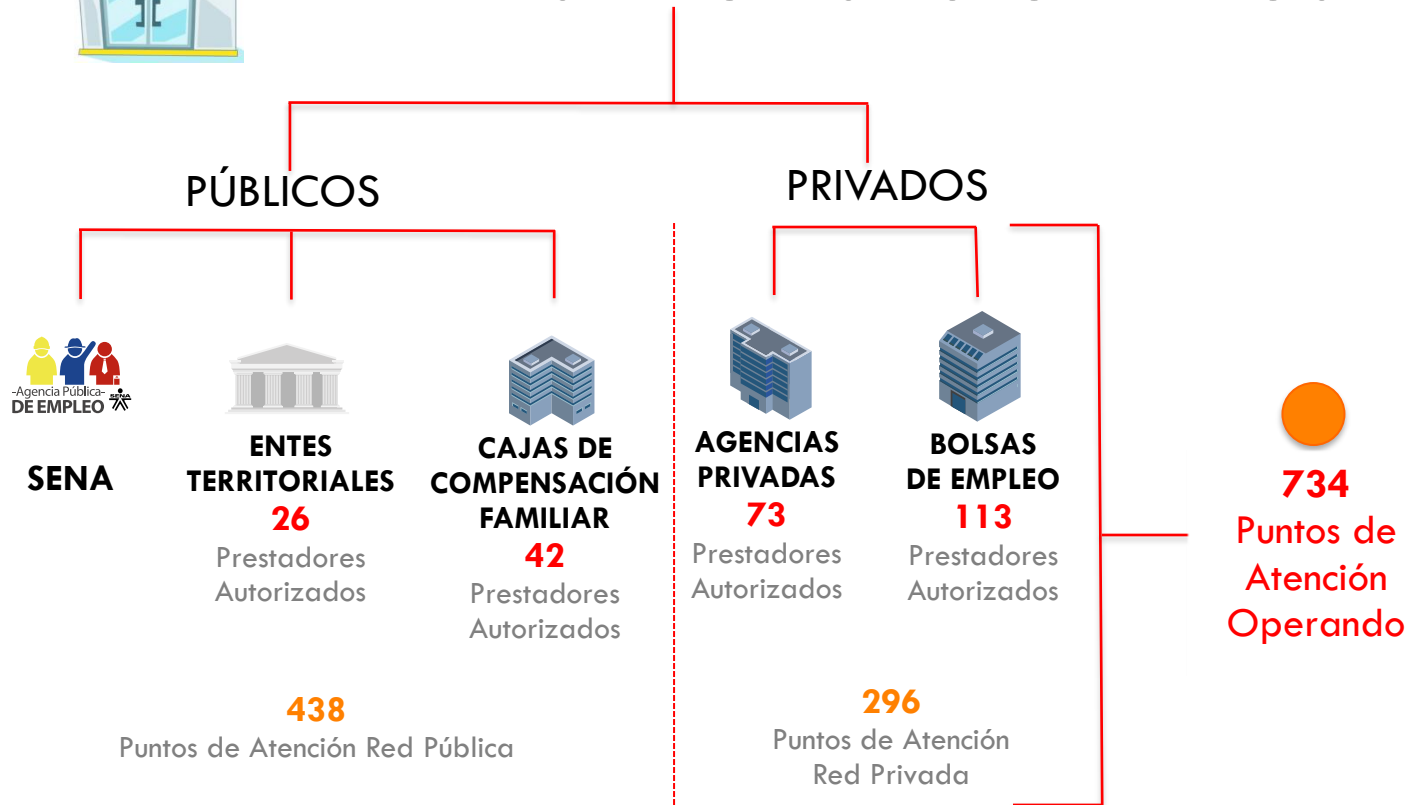 PÚBLICOS
PRIVADOS
-Agencia Pública-
DE EMPLEO
SENA
SENA
ENTES
TERRITORIALES
26
Prestadores
Autorizados
CAJAS DE
COMPENSACIÓN
FAMILIAR
42
Prestadores
Autorizados
AGENCIAS
PRIVADAS
73
Prestadores
Autorizados
BOLSAS
DE EMPLEO
113
Prestadores
Autorizados
734
Puntos de
Atención
Operando
438
Puntos de Atención Red Pública
296
Puntos de Atención
Red Privada